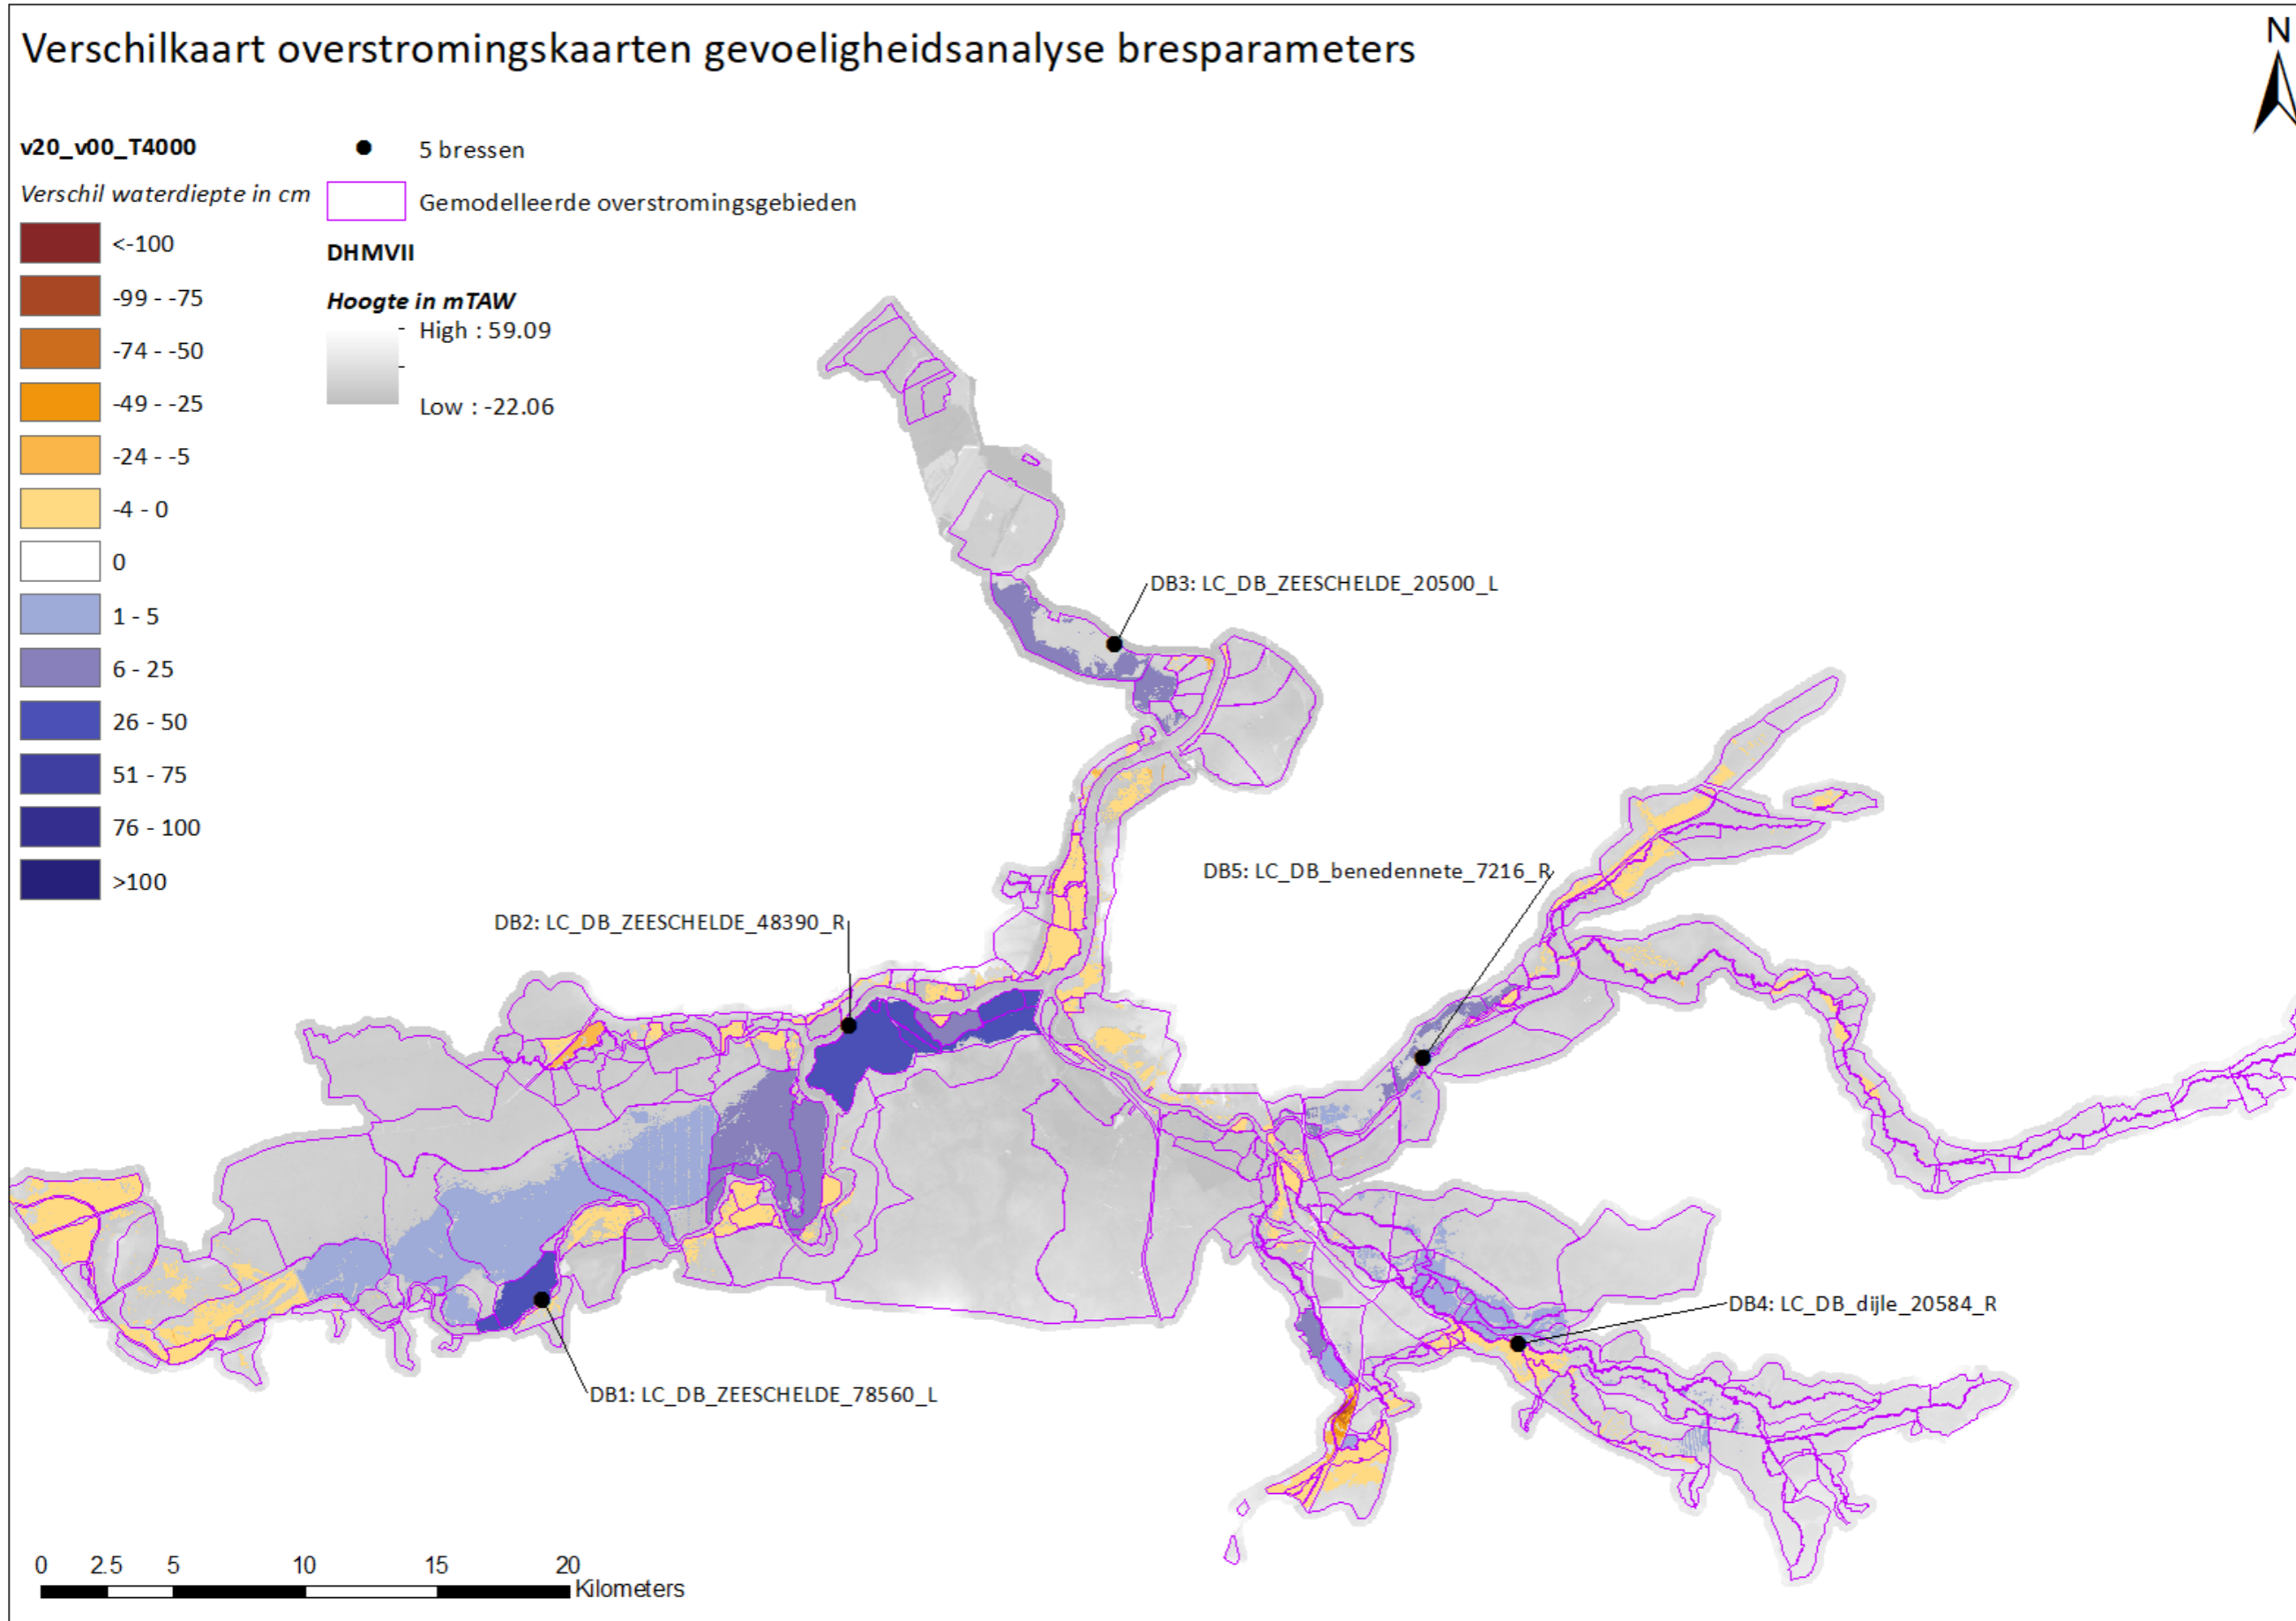 Verschilkaart overstromingskaarten gevoeligheidsanalyse bresparameters
N
v20_v00_T4000
Verschil waterdiepte in cm
<-100
-99 - -75
-74 - -50
-49 - -25
-24 - -5
-4 - 0
0
1 - 5
6 - 25
26 - 50
51 - 75
76 - 100
>100
5 bressen
Gemodelleerde overstromingsgebieden
DHMVII
Hoogte in mTAW
High : 59.09
Low : -22.06
DB3: LC_DB_ZEESCHELDE_20500_L
DB5: LC_DB_benedennete_7216_R
DB2: LC_DB_ZEESCHELDE_48390_R
DB4: LC_DB_dijle_20584_R
DB1: LC_DB_ZEESCHELDE_78560_L
0 2.5 5 10 15 20
Kilometers